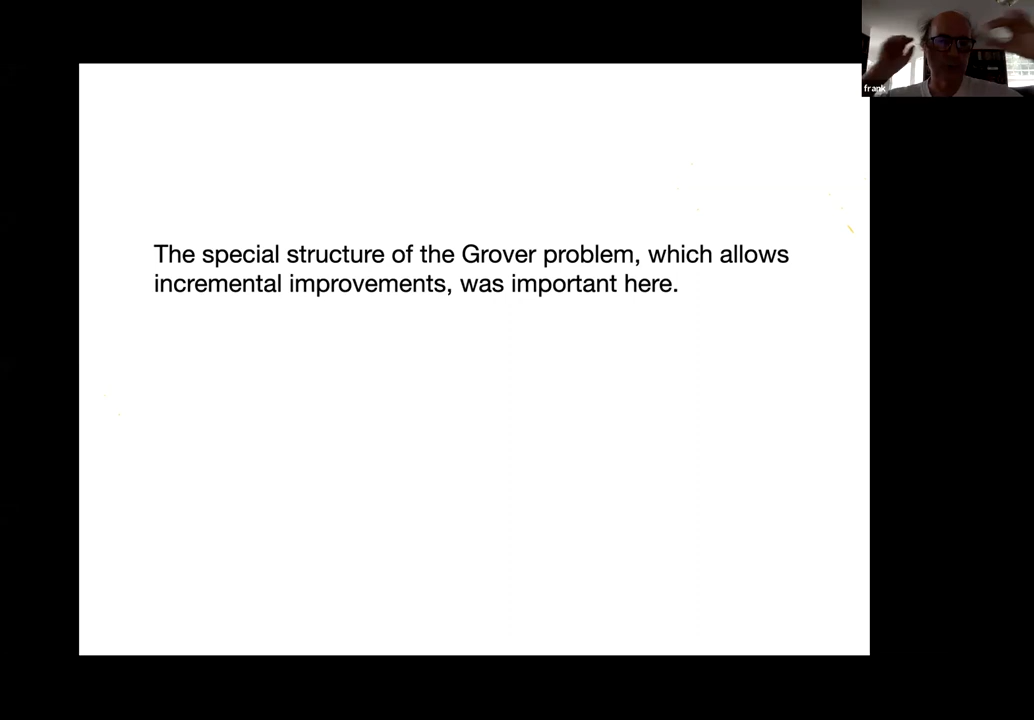 frank
The special structure of the Grover problem, which allows
incremental improvements, was important here.